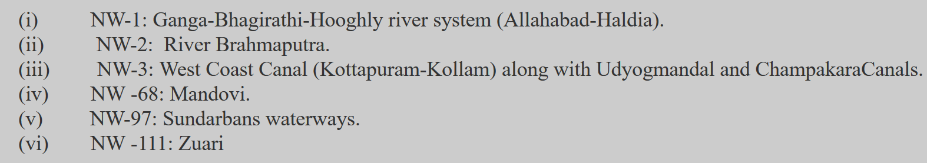 (i) NW-1: Ganga-Bhagirathi-Hooghly river system (Allahabad-Haldia).
(ii) NW-2: River Brahmaputra.
(iii) NW-3: West Coast Canal (Kottapuram-Kollam) along with Udyogmandal and ChampakaraCanals.
(iv) NW -68: Mandovi.
(v) NW-97: Sundarbans waterways.
(vi) NW -111: Zuari